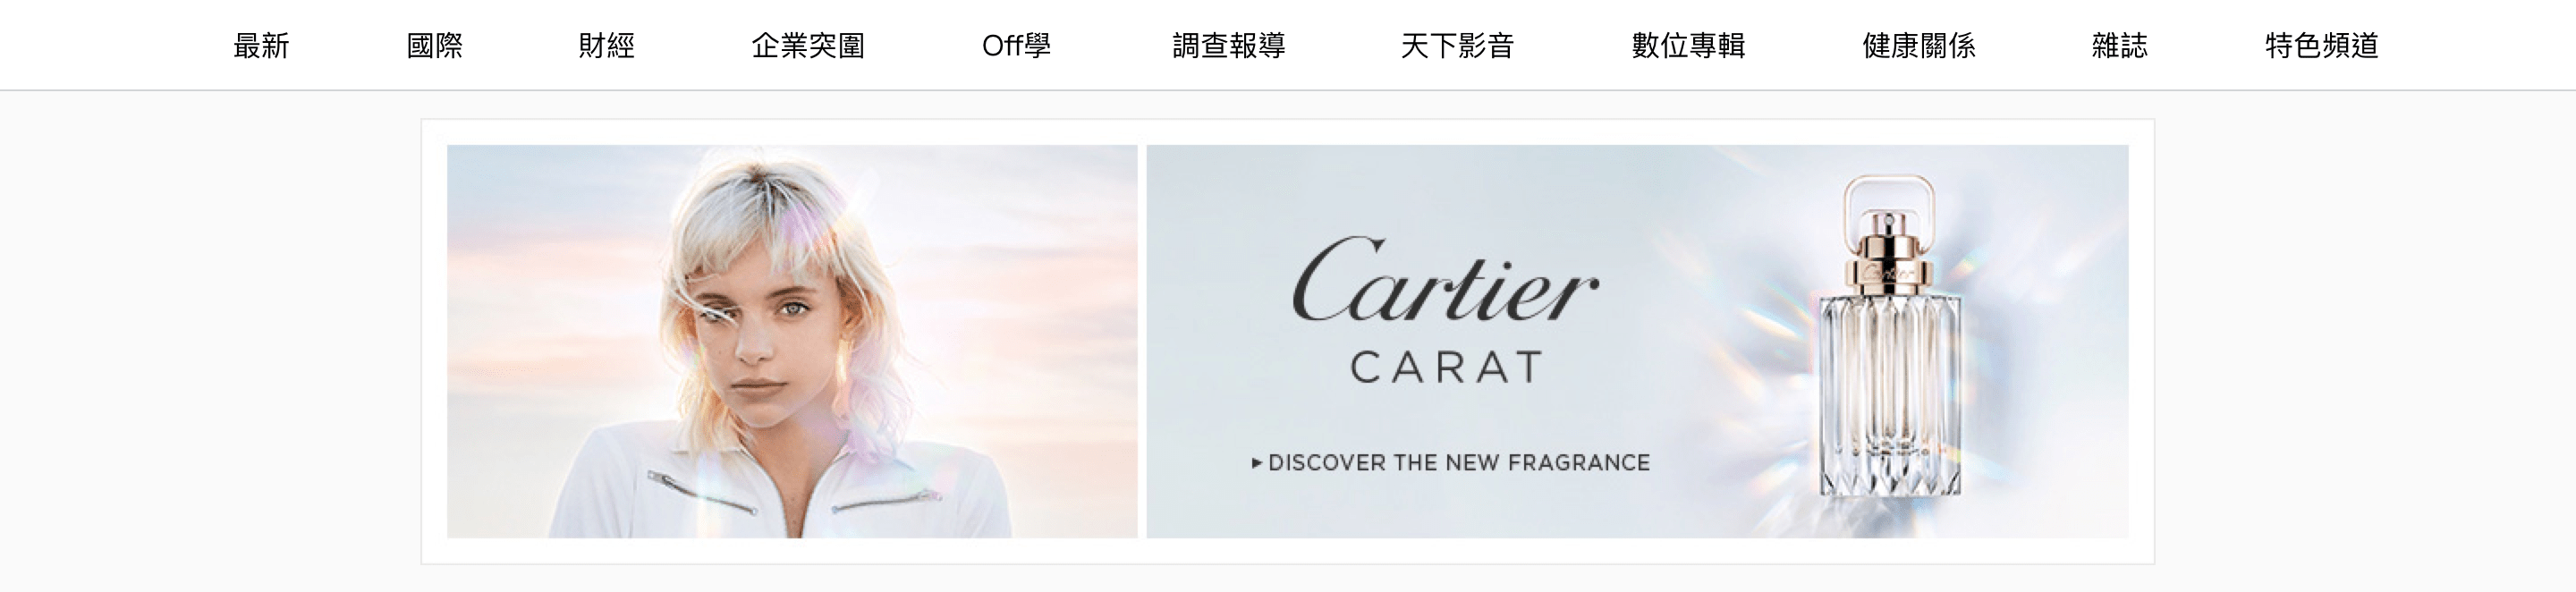 最新 國際 財經 企業突圍 Off學 調查報導 天下影音 數位專輯 健康關係 雜誌 特色頻道
Cartier
CARAT
▸DISCOVER THE NEW FRAGRANCE
Cartier